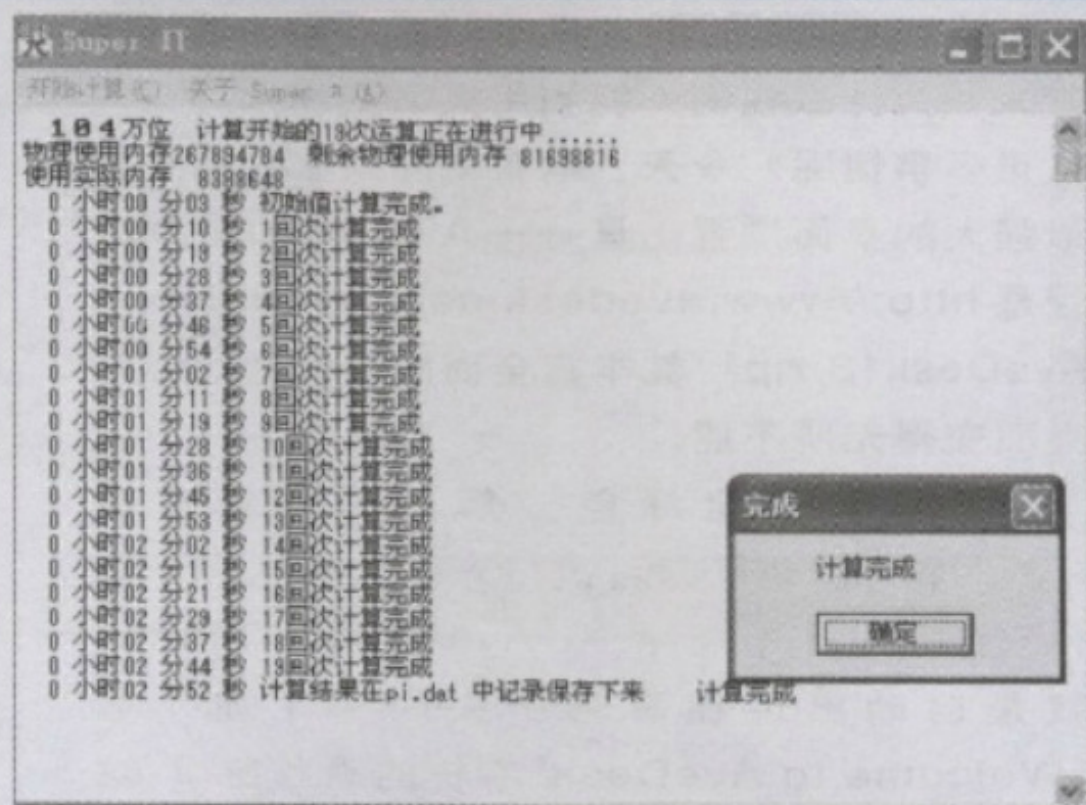 Super Π
开始计算(C) 关于 Super π (A)
104万位 计算开始的19次运算正在进行中......
物理使用内存267894784 剩余物理使用内存 81698816
使用实际内存 8388648
0 小时00 分03 秒 初始值计算完成。
0 小时00 分10 秒 1回次计算完成
0 小时00 分19 秒 2回次计算完成
0 小时00 分28 秒 3回次计算完成
0 小时00 分37 秒 4回次计算完成
0 小时00 分46 秒 5回次计算完成
0 小时00 分54 秒 6回次计算完成
0 小时01 分02 秒 7回次计算完成
0 小时01 分11 秒 8回次计算完成
0 小时01 分19 秒 9回次计算完成
0 小时01 分28 秒 10回次计算完成
0 小时01 分36 秒 11回次计算完成
0 小时01 分45 秒 12回次计算完成
0 小时01 分53 秒 13回次计算完成
0 小时02 分02 秒 14回次计算完成
0 小时02 分11 秒 15回次计算完成
0 小时02 分21 秒 16回次计算完成
0 小时02 分29 秒 17回次计算完成
0 小时02 分37 秒 18回次计算完成
0 小时02 分44 秒 19回次计算完成
0 小时02 分52 秒 计算结果在pi.dat 中记录保存下来 计算完成
完成
计算完成
确定